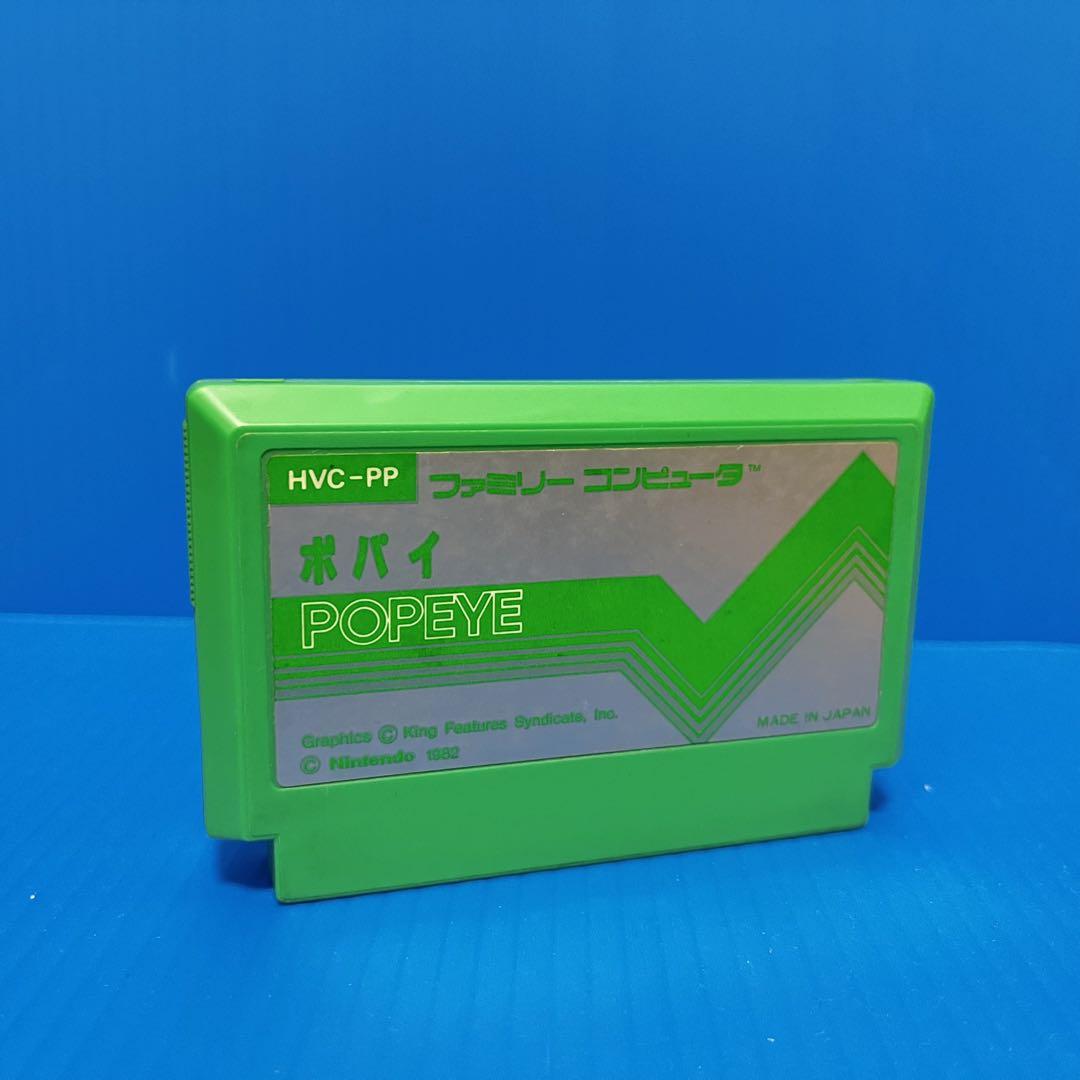 HVC-PP ファミリー コンピュータ™
ポパイ
POPEYE
Graphics © King Features Syndicate, Inc.
© Nintendo 1982
MADE IN JAPAN